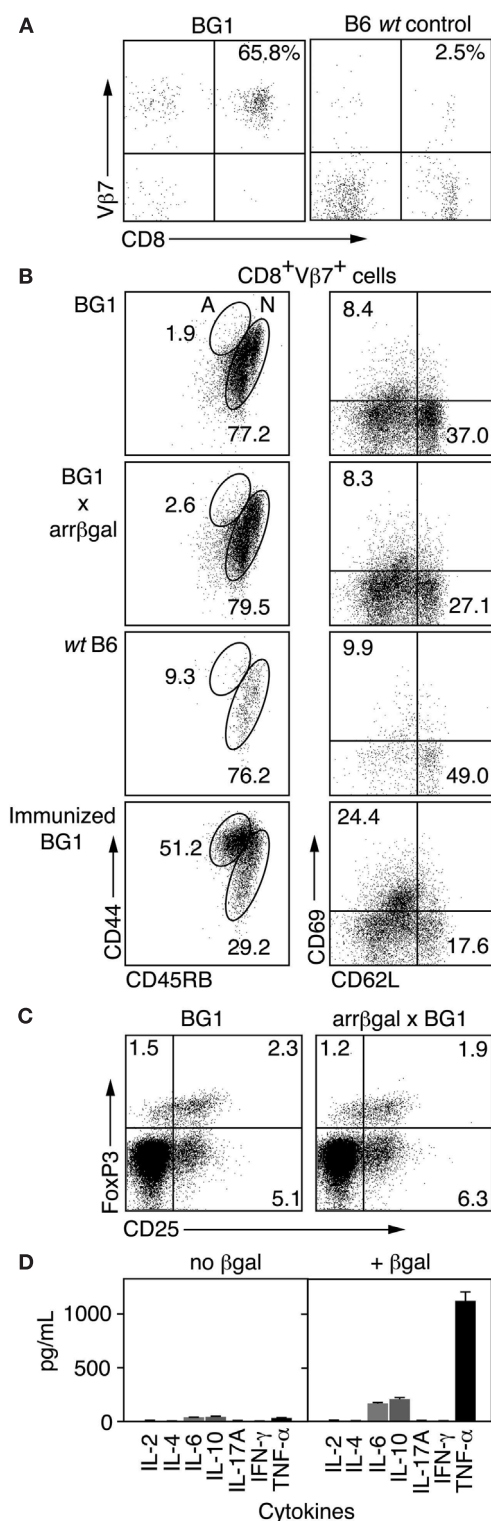 A
BG1
B6 wt control
65.8%
2.5%
Vβ7
CD8
B
CD8+Vβ7+ cells
BG1
A
N
1.9
77.2
8.4
37.0
BG1
x
arrβgal
2.6
79.5
8.3
27.1
wt B6
9.3
76.2
9.9
49.0
Immunized
BG1
51.2
29.2
24.4
17.6
CD44
CD45RB
CD69
CD62L
C
BG1
arrβgal x BG1
1.5
2.3
5.1
1.2
1.9
6.3
FoxP3
CD25
D
no βgal
+ βgal
pg/mL
1000
500
0
IL-2
IL-4
IL-6
IL-10
IL-17A
IFN-γ
TNF-α
IL-2
IL-4
IL-6
IL-10
IL-17A
IFN-γ
TNF-α
Cytokines